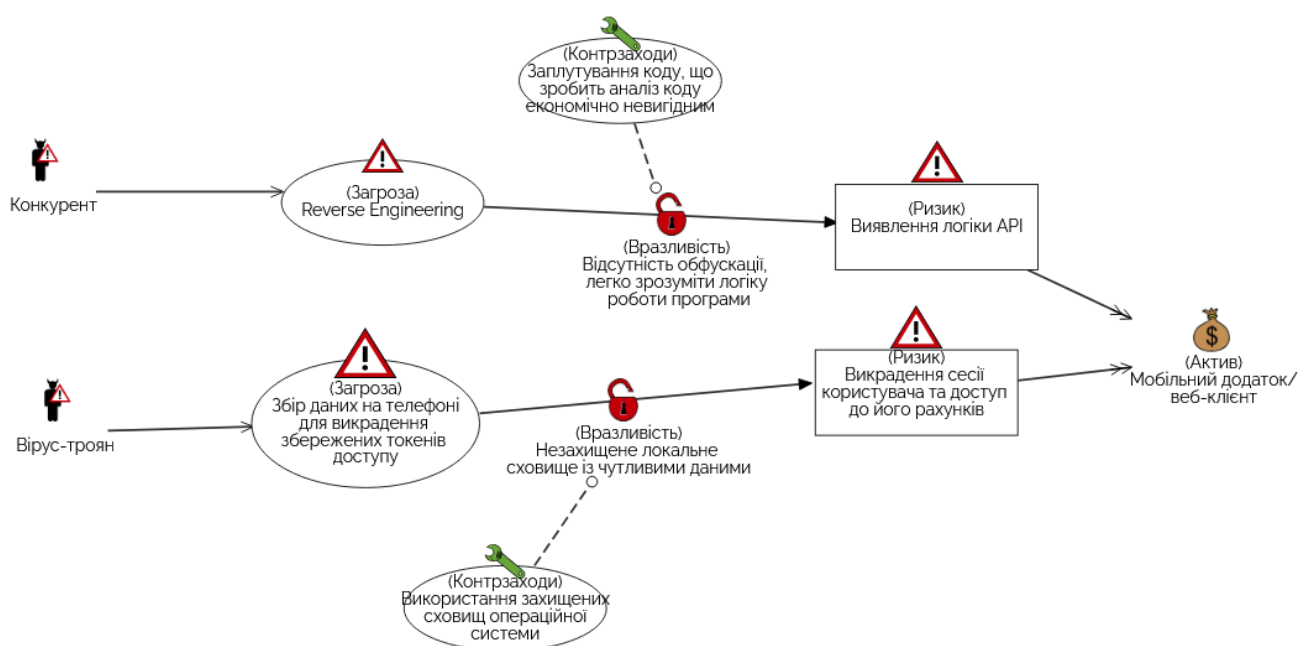 (Контрзаходи)
Заплутування коду, що
зробить аналіз коду
економічно невигідним
Конкурент
(Загроза)
Reverse Engineering
(Вразливість)
Відсутність обфускації,
легко зрозуміти логіку
роботи програми
(Ризик)
Виявлення логіки API
Вірус-троян
(Загроза)
Збір даних на телефоні
для викрадення
збережених токенів
доступу
(Вразливість)
Незахищене локальне
сховище із чутливими даними
(Ризик)
Викрадення сесії
користувача та доступ
до його рахунків
$
(Актив)
Мобільний додаток/
веб-клієнт
(Контрзаходи)
Використання захищених
сховищ операційної
системи